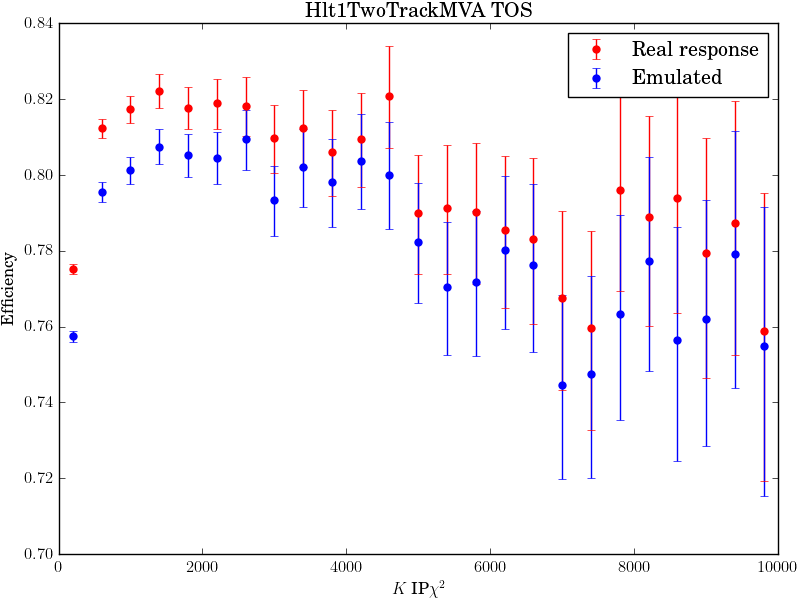 Hlt1TwoTrackMVA TOS
0.84
0.82
0.80
0.78
0.76
0.74
0.72
0.70
Efficiency
Real response
Emulated
0 2000 4000 6000 8000 10000
K IPχ²